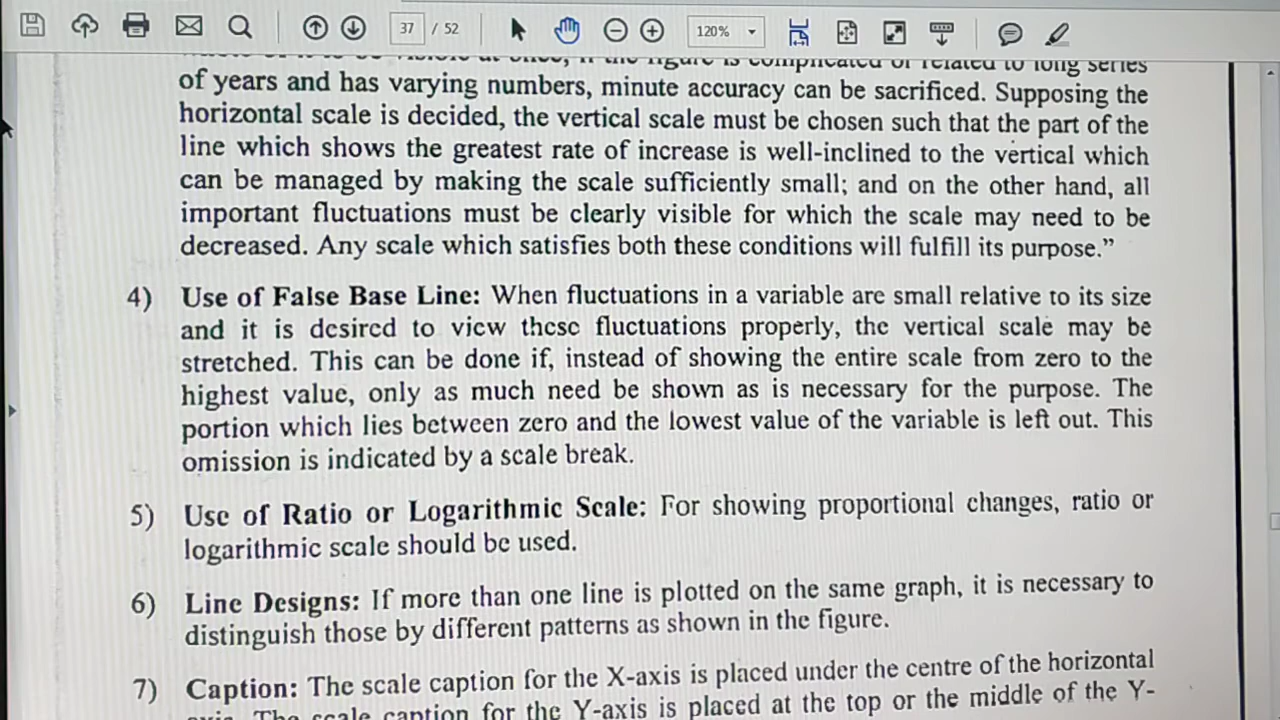 37 / 52
120%
of years and has varying numbers, minute accuracy can be sacrificed. Supposing the
horizontal scale is decided, the vertical scale must be chosen such that the part of the
line which shows the greatest rate of increase is well-inclined to the vertical which
can be managed by making the scale sufficiently small; and on the other hand, all
important fluctuations must be clearly visible for which the scale may need to be
decreased. Any scale which satisfies both these conditions will fulfill its purpose.”
4) Use of False Base Line: When fluctuations in a variable are small relative to its size
and it is desired to view these fluctuations properly, the vertical scale may be
stretched. This can be done if, instead of showing the entire scale from zero to the
highest value, only as much need be shown as is necessary for the purpose. The
portion which lies between zero and the lowest value of the variable is left out. This
omission is indicated by a scale break.
5) Use of Ratio or Logarithmic Scale: For showing proportional changes, ratio or
logarithmic scale should be used.
6) Line Designs: If more than one line is plotted on the same graph, it is necessary to
distinguish those by different patterns as shown in the figure.
7) Caption: The scale caption for the X-axis is placed under the centre of the horizontal
axis. The scale caption for the Y-axis is placed at the top or the middle of the Y-